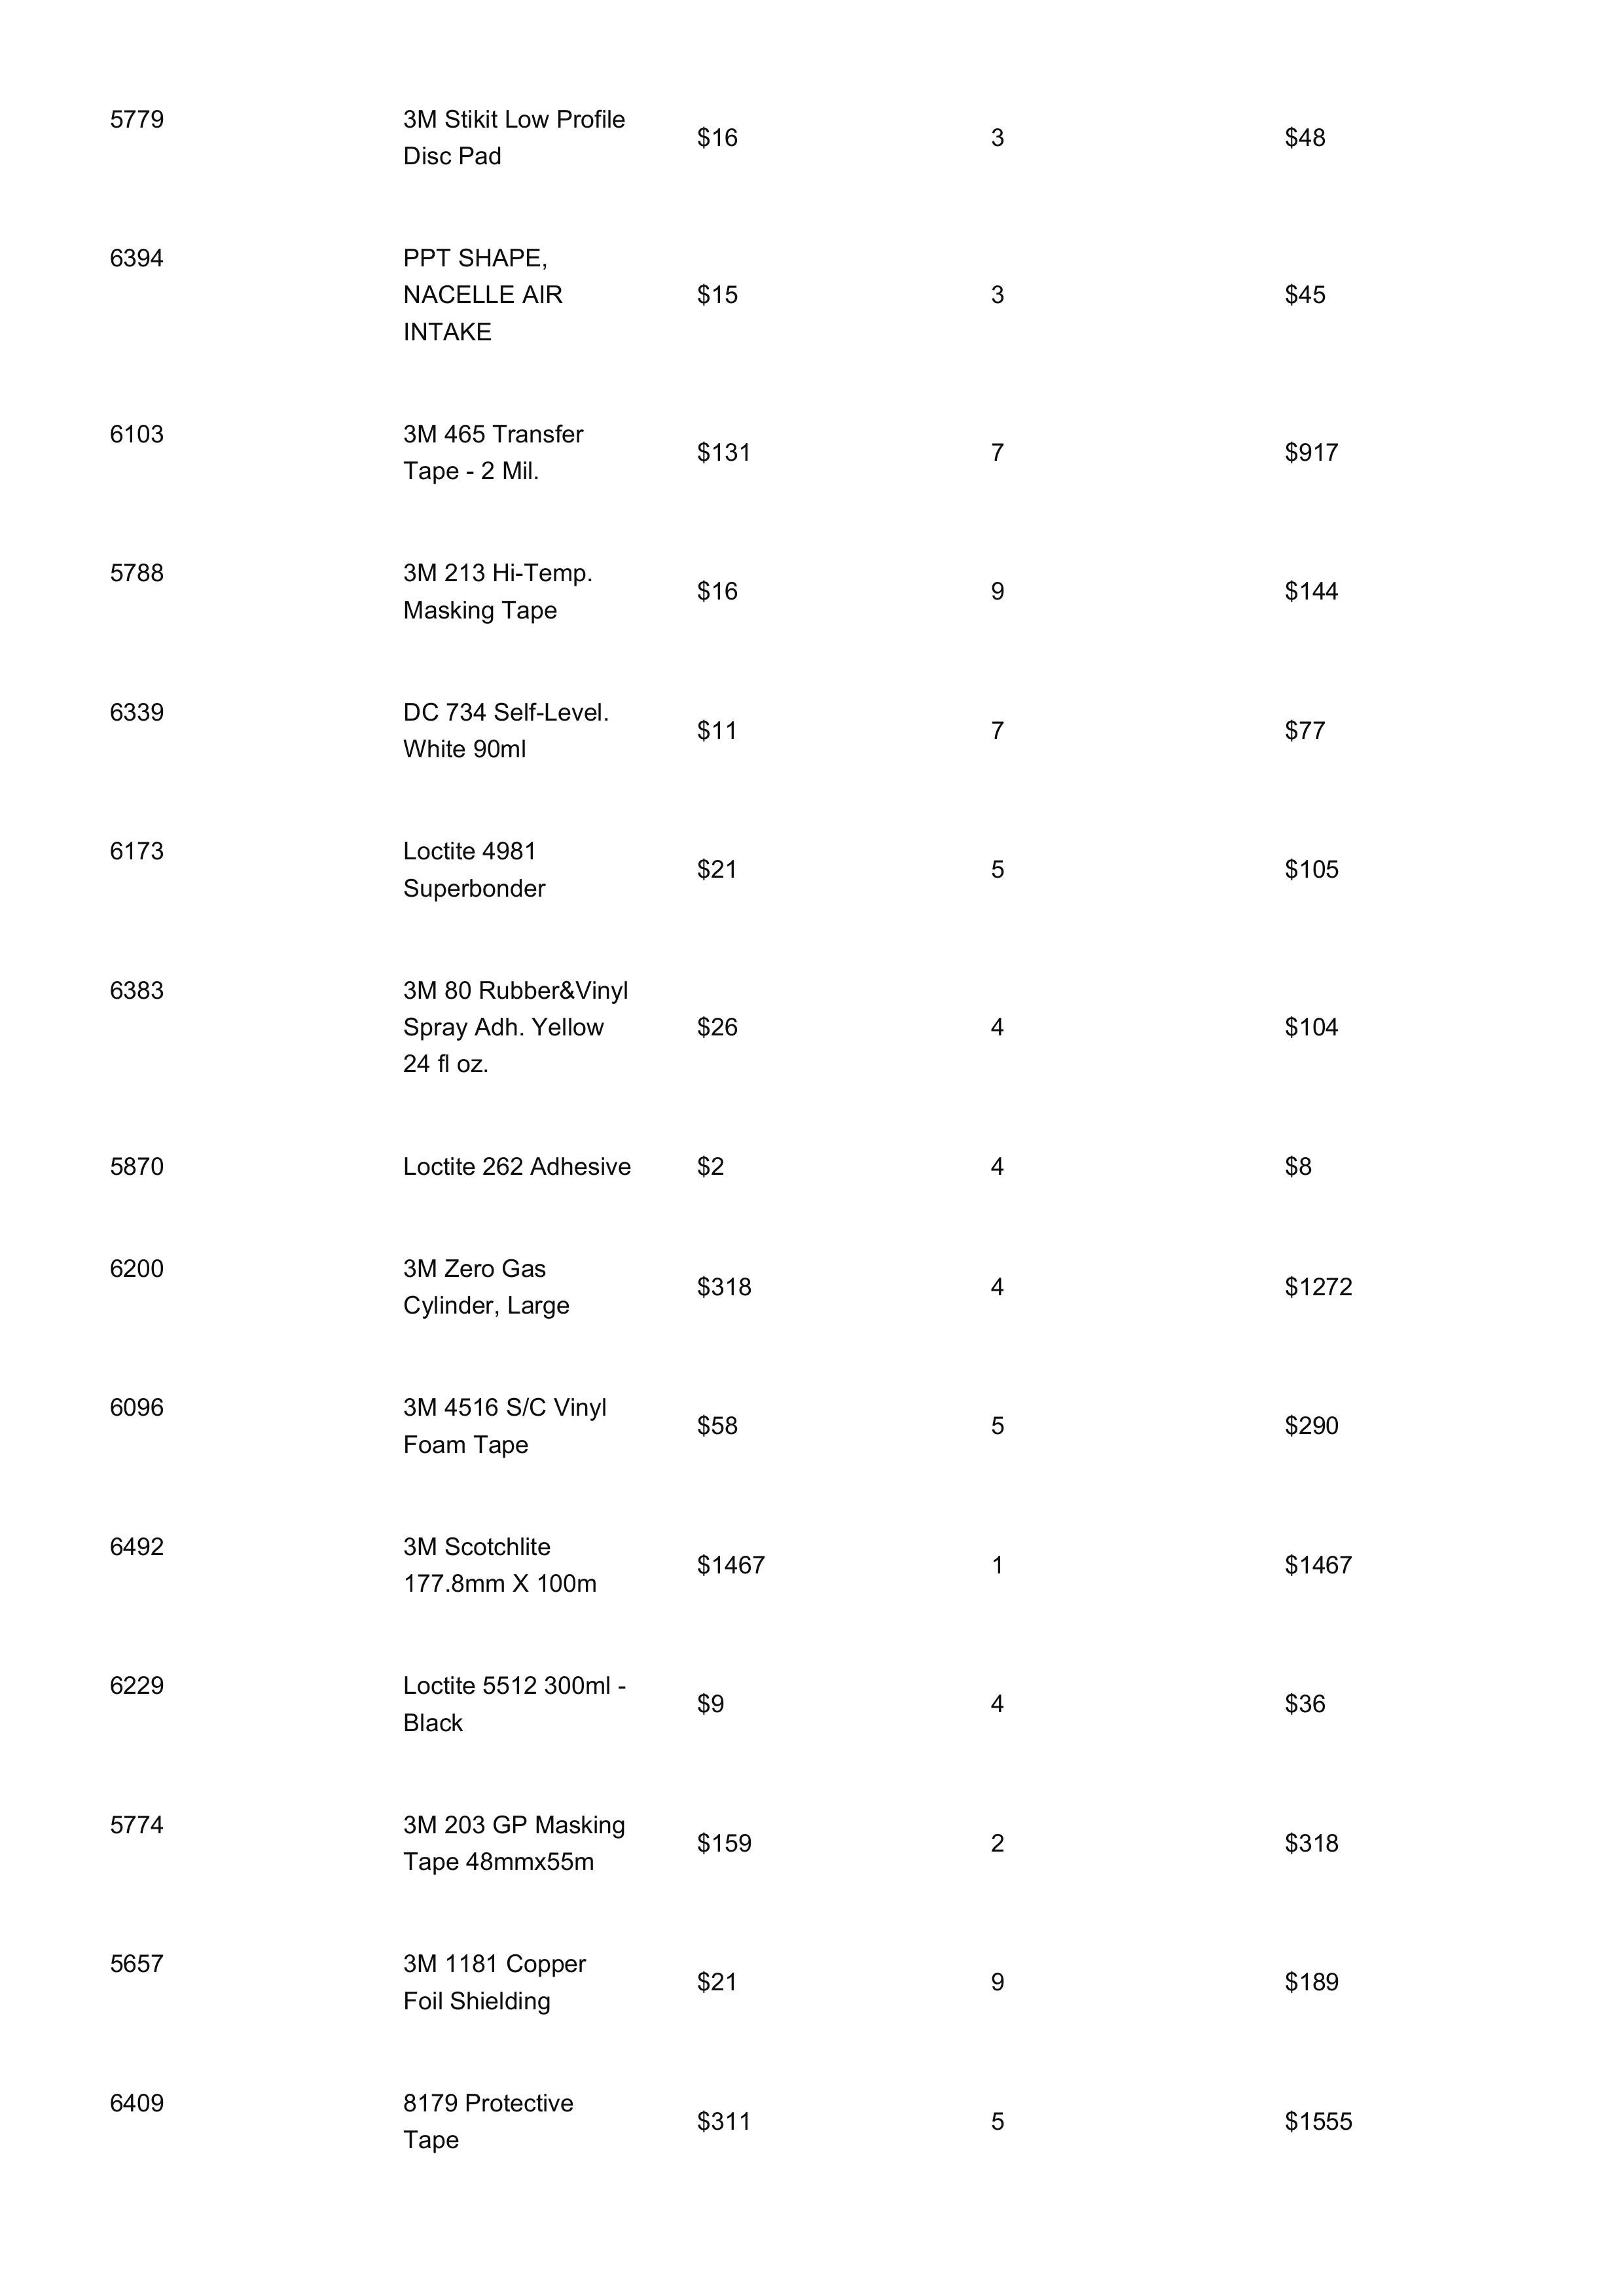 5779 3M Stikit Low Profile
Disc Pad $16 3 $48
6394 PPT SHAPE,
NACELLE AIR $15 3 $45
INTAKE
6103 3M 465 Transfer
Tape - 2 Mil. $131 7 $917
5788 3M 213 Hi-Temp.
Masking Tape $16 9 $144
6339 DC 734 Self-Level.
White 90ml $11 7 $77
6173 Loctite 4981
Superbonder $21 5 $105
6383 3M 80 Rubber&Vinyl
Spray Adh. Yellow $26 4 $104
24 fl oz.
5870 Loctite 262 Adhesive $2 4 $8
6200 3M Zero Gas
Cylinder, Large $318 4 $1272
6096 3M 4516 S/C Vinyl
Foam Tape $58 5 $290
6492 3M Scotchlite
177.8mm X 100m $1467 1 $1467
6229 Loctite 5512 300ml -
Black $9 4 $36
5774 3M 203 GP Masking
Tape 48mmx55m $159 2 $318
5657 3M 1181 Copper
Foil Shielding $21 9 $189
6409 8179 Protective
Tape $311 5 $1555